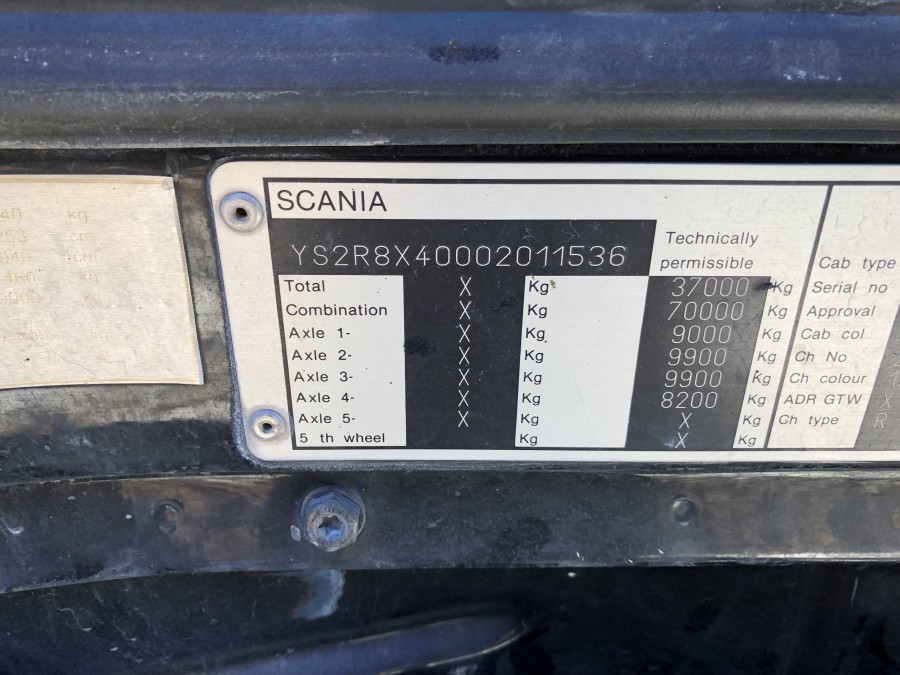 SCANIA
YS2R8X40002011536
Technically
permissible
Total X Kg 37000 Kg
Combination X Kg 70000 Kg
Axle 1- X Kg 9000 Kg
Axle 2- X Kg 9900 Kg
Axle 3- X Kg 9900 Kg
Axle 4- X Kg 8200 Kg
Axle 5- X Kg X Kg
5 th wheel Kg X Kg
Cab type
Serial no
Approval
Cab col
Ch No
Ch colour
ADR GTW X
Ch type R
40 kg